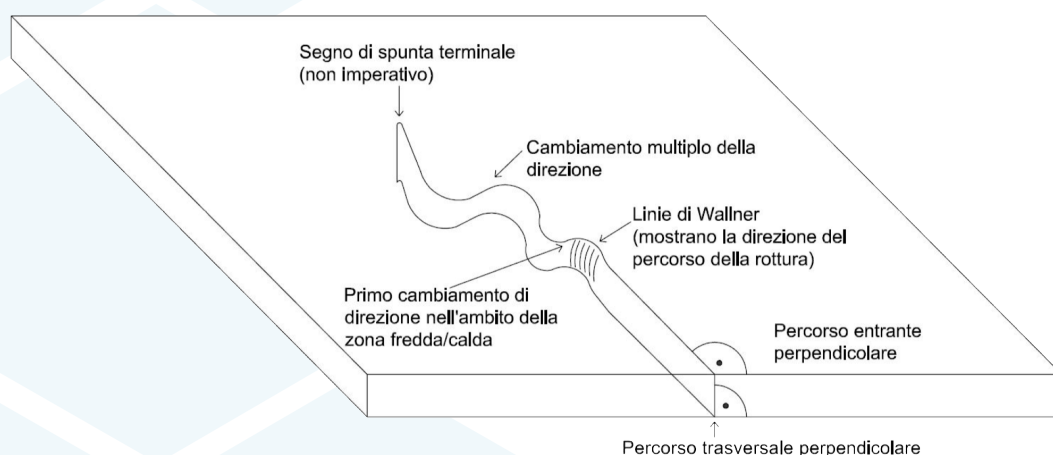 Segno di spunta terminale
(non imperativo)
Cambiamento multiplo della
direzione
Linie di Wallner
(mostrano la direzione del
percorso della rottura)
Primo cambiamento di
direzione nell'ambito della
zona fredda/calda
Percorso entrante
perpendicolare
Percorso trasversale perpendicolare